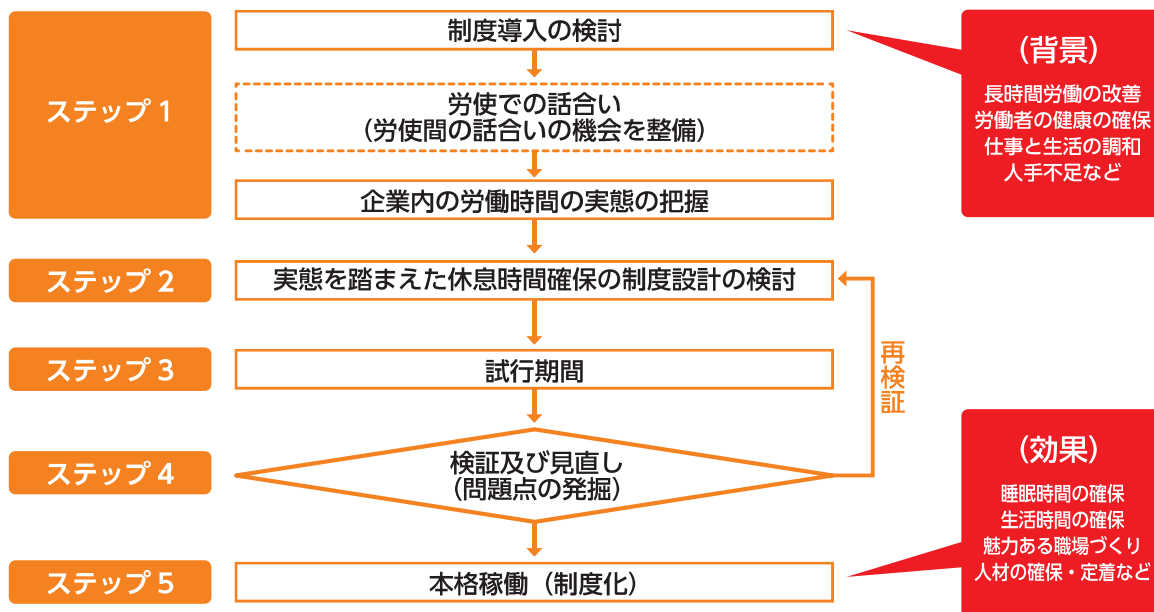 ステップ 1
制度導入の検討
労使での話合い
（労使間の話合いの機会を整備）
企業内の労働時間の実態の把握
（背景）
長時間労働の改善
労働者の健康の確保
仕事と生活の調和
人手不足など
ステップ 2
実態を踏まえた休息時間確保の制度設計の検討
ステップ 3
試行期間
再検証
ステップ 4
検証及び見直し
（問題点の発掘）
ステップ 5
本格稼働（制度化）
（効果）
睡眠時間の確保
生活時間の確保
魅力ある職場づくり
人材の確保・定着など